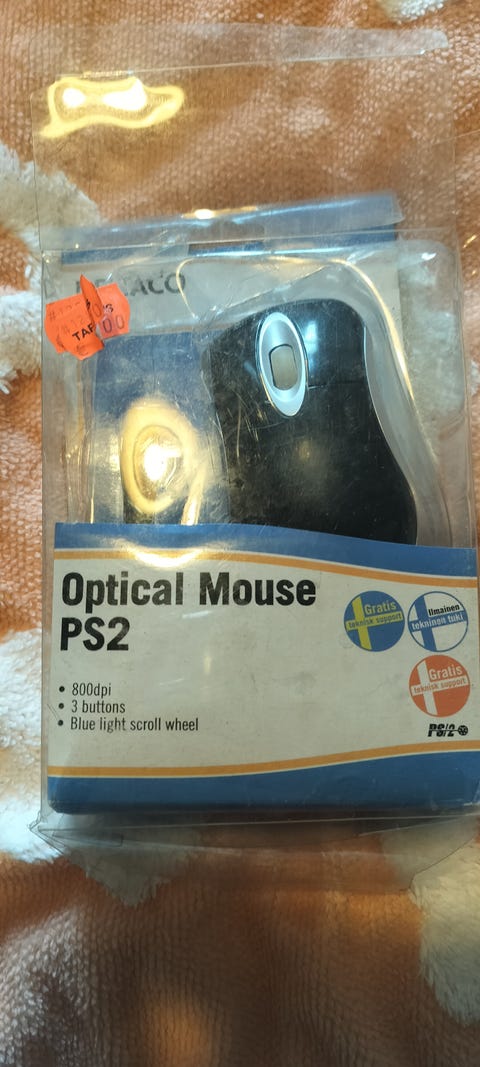 Optical Mouse
PS2
• 800dpi
• 3 buttons
• Blue light scroll wheel
Gratis
teknisk support
Ilmainen
tekninen tuki
Gratis
teknisk support
PS/2